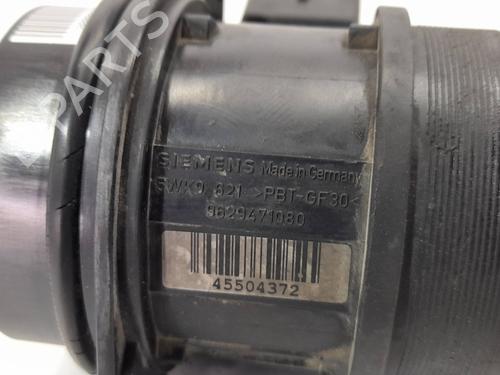 PARTS
SIEMENS Made in Germany
5WK9 621 >PBT-GF30<
9629471080
45504372